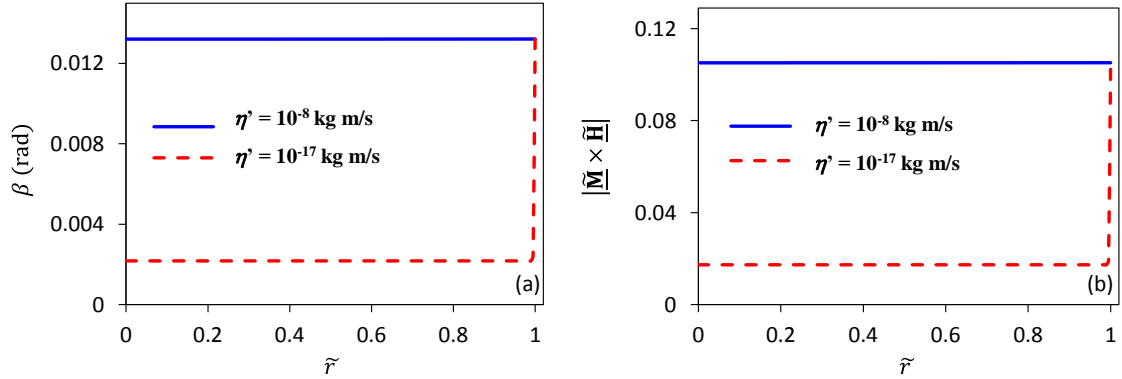 0.012
0.008
0.004
0
β (rad)
η’ = 10⁻⁸ kg m/s
η’ = 10⁻¹⁷ kg m/s
(a)
0 0.2 0.4 0.6 0.8 1
r̃
0.12
0.08
0.04
0
|M̲̃ × H̲̃|
η’ = 10⁻⁸ kg m/s
η’ = 10⁻¹⁷ kg m/s
(b)
0 0.2 0.4 0.6 0.8 1
r̃